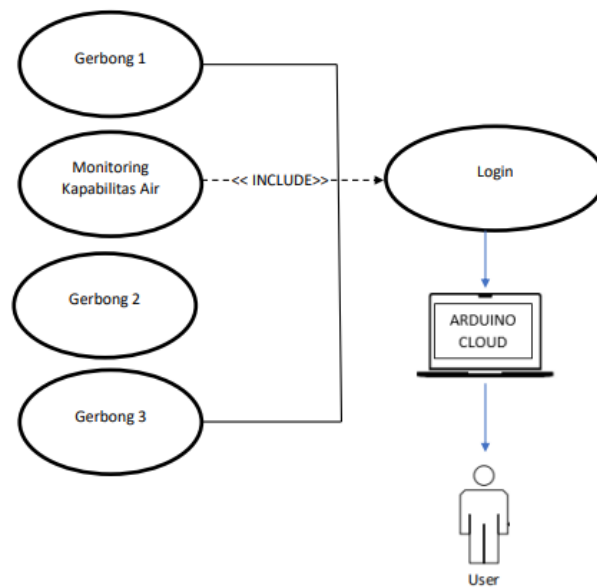 Gerbong 1
Monitoring
Kapabilitas Air
<< INCLUDE>>
Login
Gerbong 2
ARDUINO
CLOUD
Gerbong 3
User